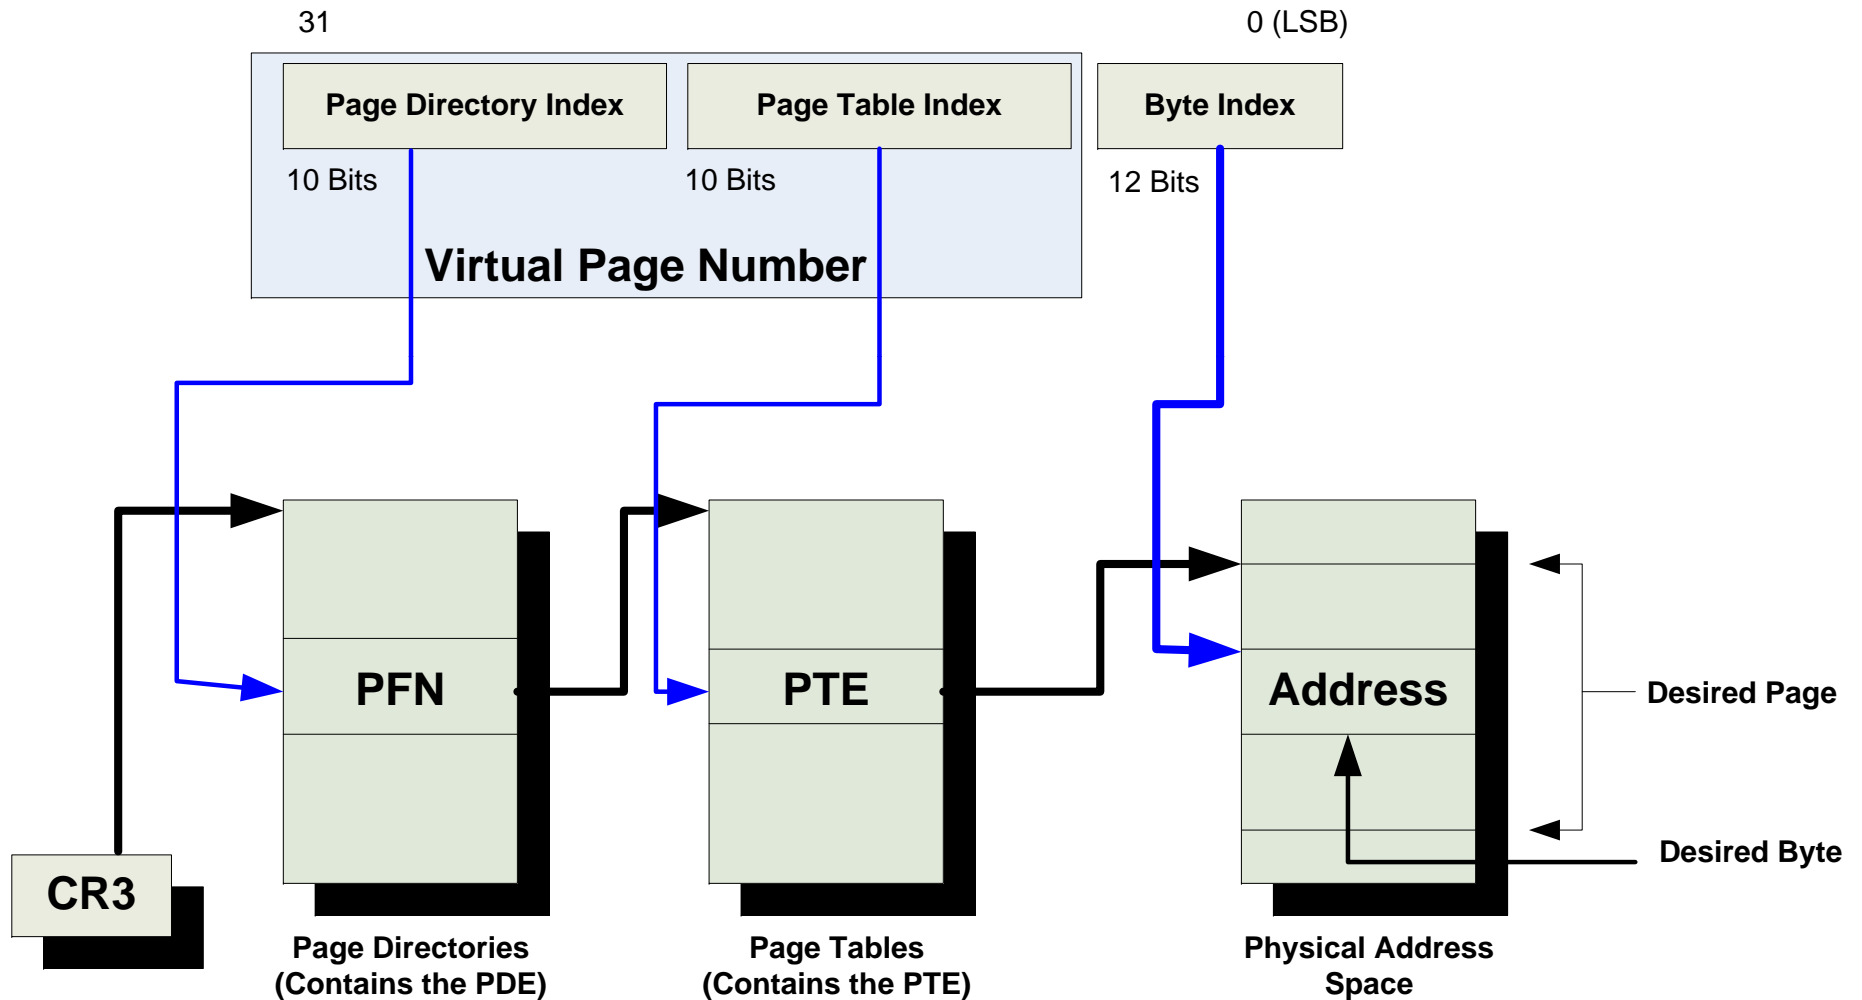 31
0 (LSB)
Page Directory Index
Page Table Index
Byte Index
10 Bits
10 Bits
12 Bits
Virtual Page Number
PFN
PTE
Address
Desired Page
Desired Byte
CR3
Page Directories
(Contains the PDE)
Page Tables
(Contains the PTE)
Physical Address
Space